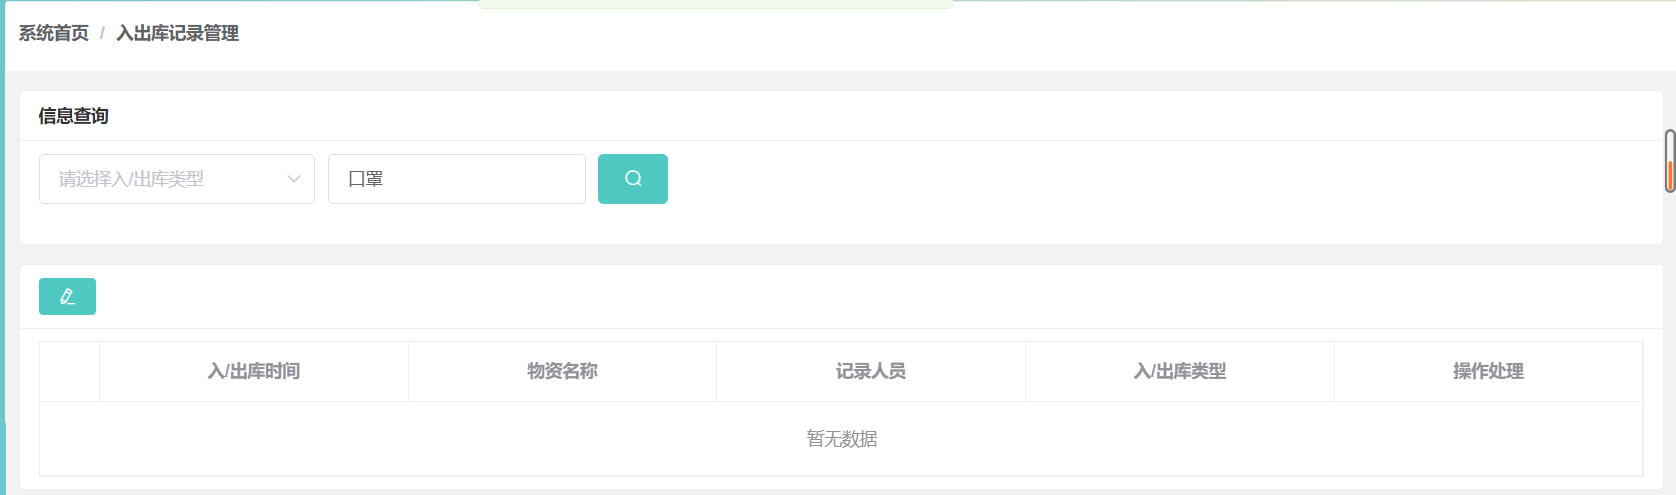 系统首页 / 入出库记录管理
信息查询
请选择入/出库类型 口罩
入/出库时间 物资名称 记录人员 入/出库类型 操作处理
暂无数据